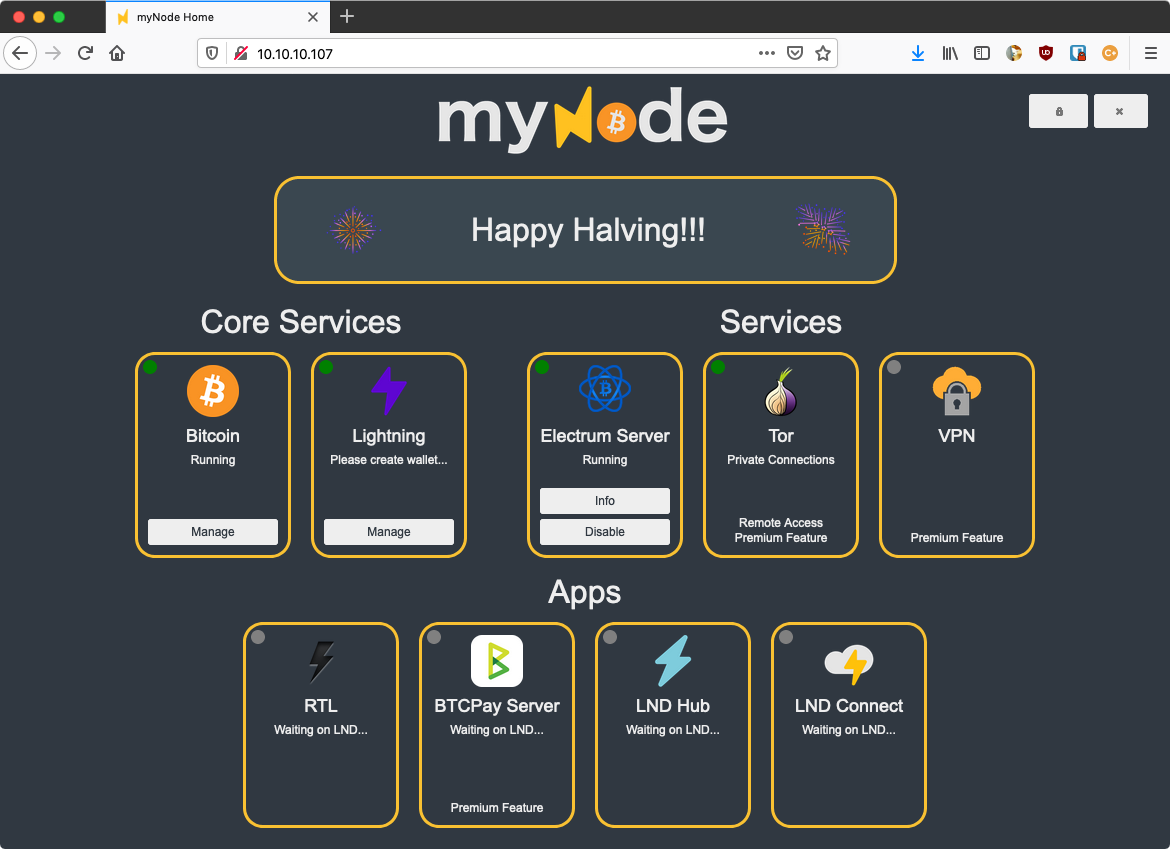 myNode Home
10.10.10.107
myNode
Happy Halving!!!
Core Services
Services
Bitcoin
Running
Manage
Lightning
Please create wallet...
Manage
Electrum Server
Running
Info
Disable
Tor
Private Connections
Remote Access
Premium Feature
VPN
Premium Feature
Apps
RTL
Waiting on LND...
BTCPay Server
Waiting on LND...
Premium Feature
LND Hub
Waiting on LND...
LND Connect
Waiting on LND...